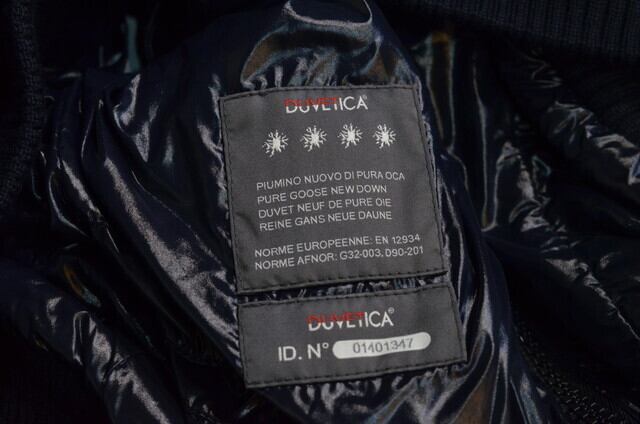 DUVETICA®
PIUMINO NUOVO DI PURA OCA
PURE GOOSE NEW DOWN
DUVET NEUF DE PURE OIE
REINE GANS NEUE DAUNE
NORME EUROPEENNE: EN 12934
NORME AFNOR: G32-003, D90-201
DUVETICA®
ID. N° 01401347